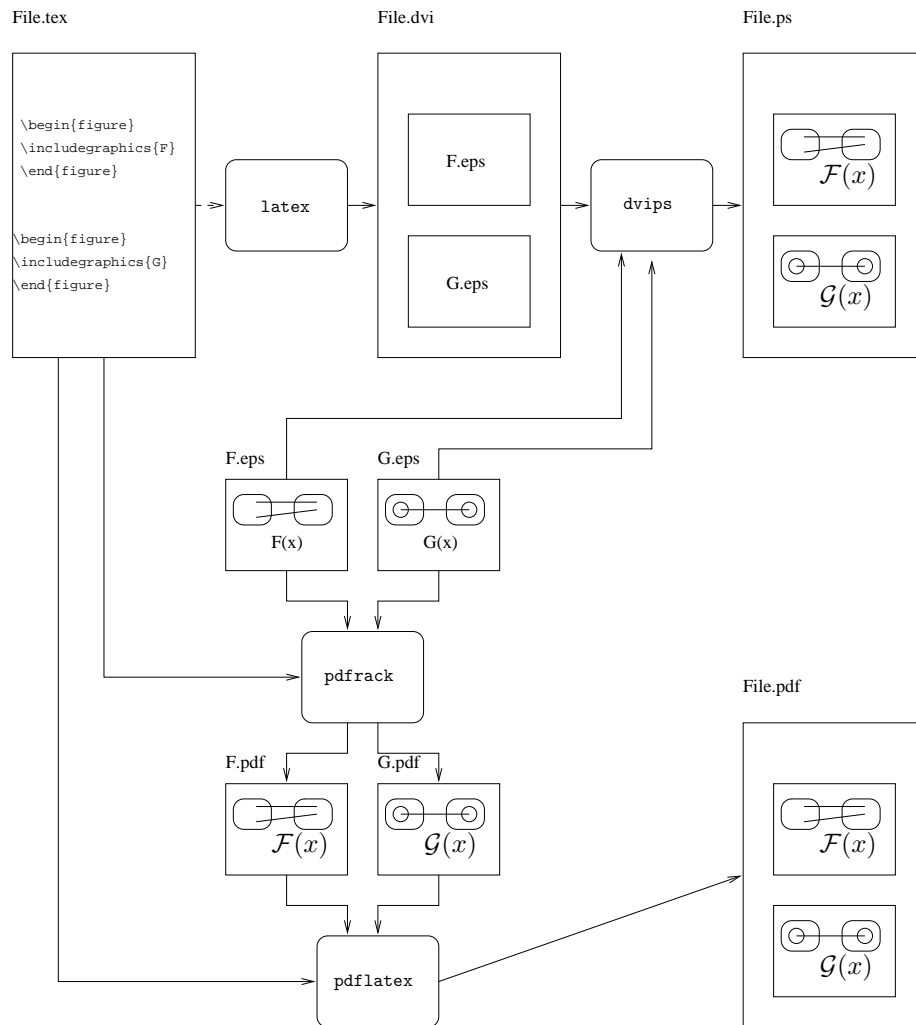 File.tex
File.dvi
File.ps
\begin{figure}
\includegraphics{F}
\end{figure}
\begin{figure}
\includegraphics{G}
\end{figure}
latex
F.eps
G.eps
dvips
ℱ(x)
𝒢(x)
F.eps
G.eps
F(x)
G(x)
pdfrack
File.pdf
F.pdf
G.pdf
ℱ(x)
𝒢(x)
ℱ(x)
𝒢(x)
pdflatex